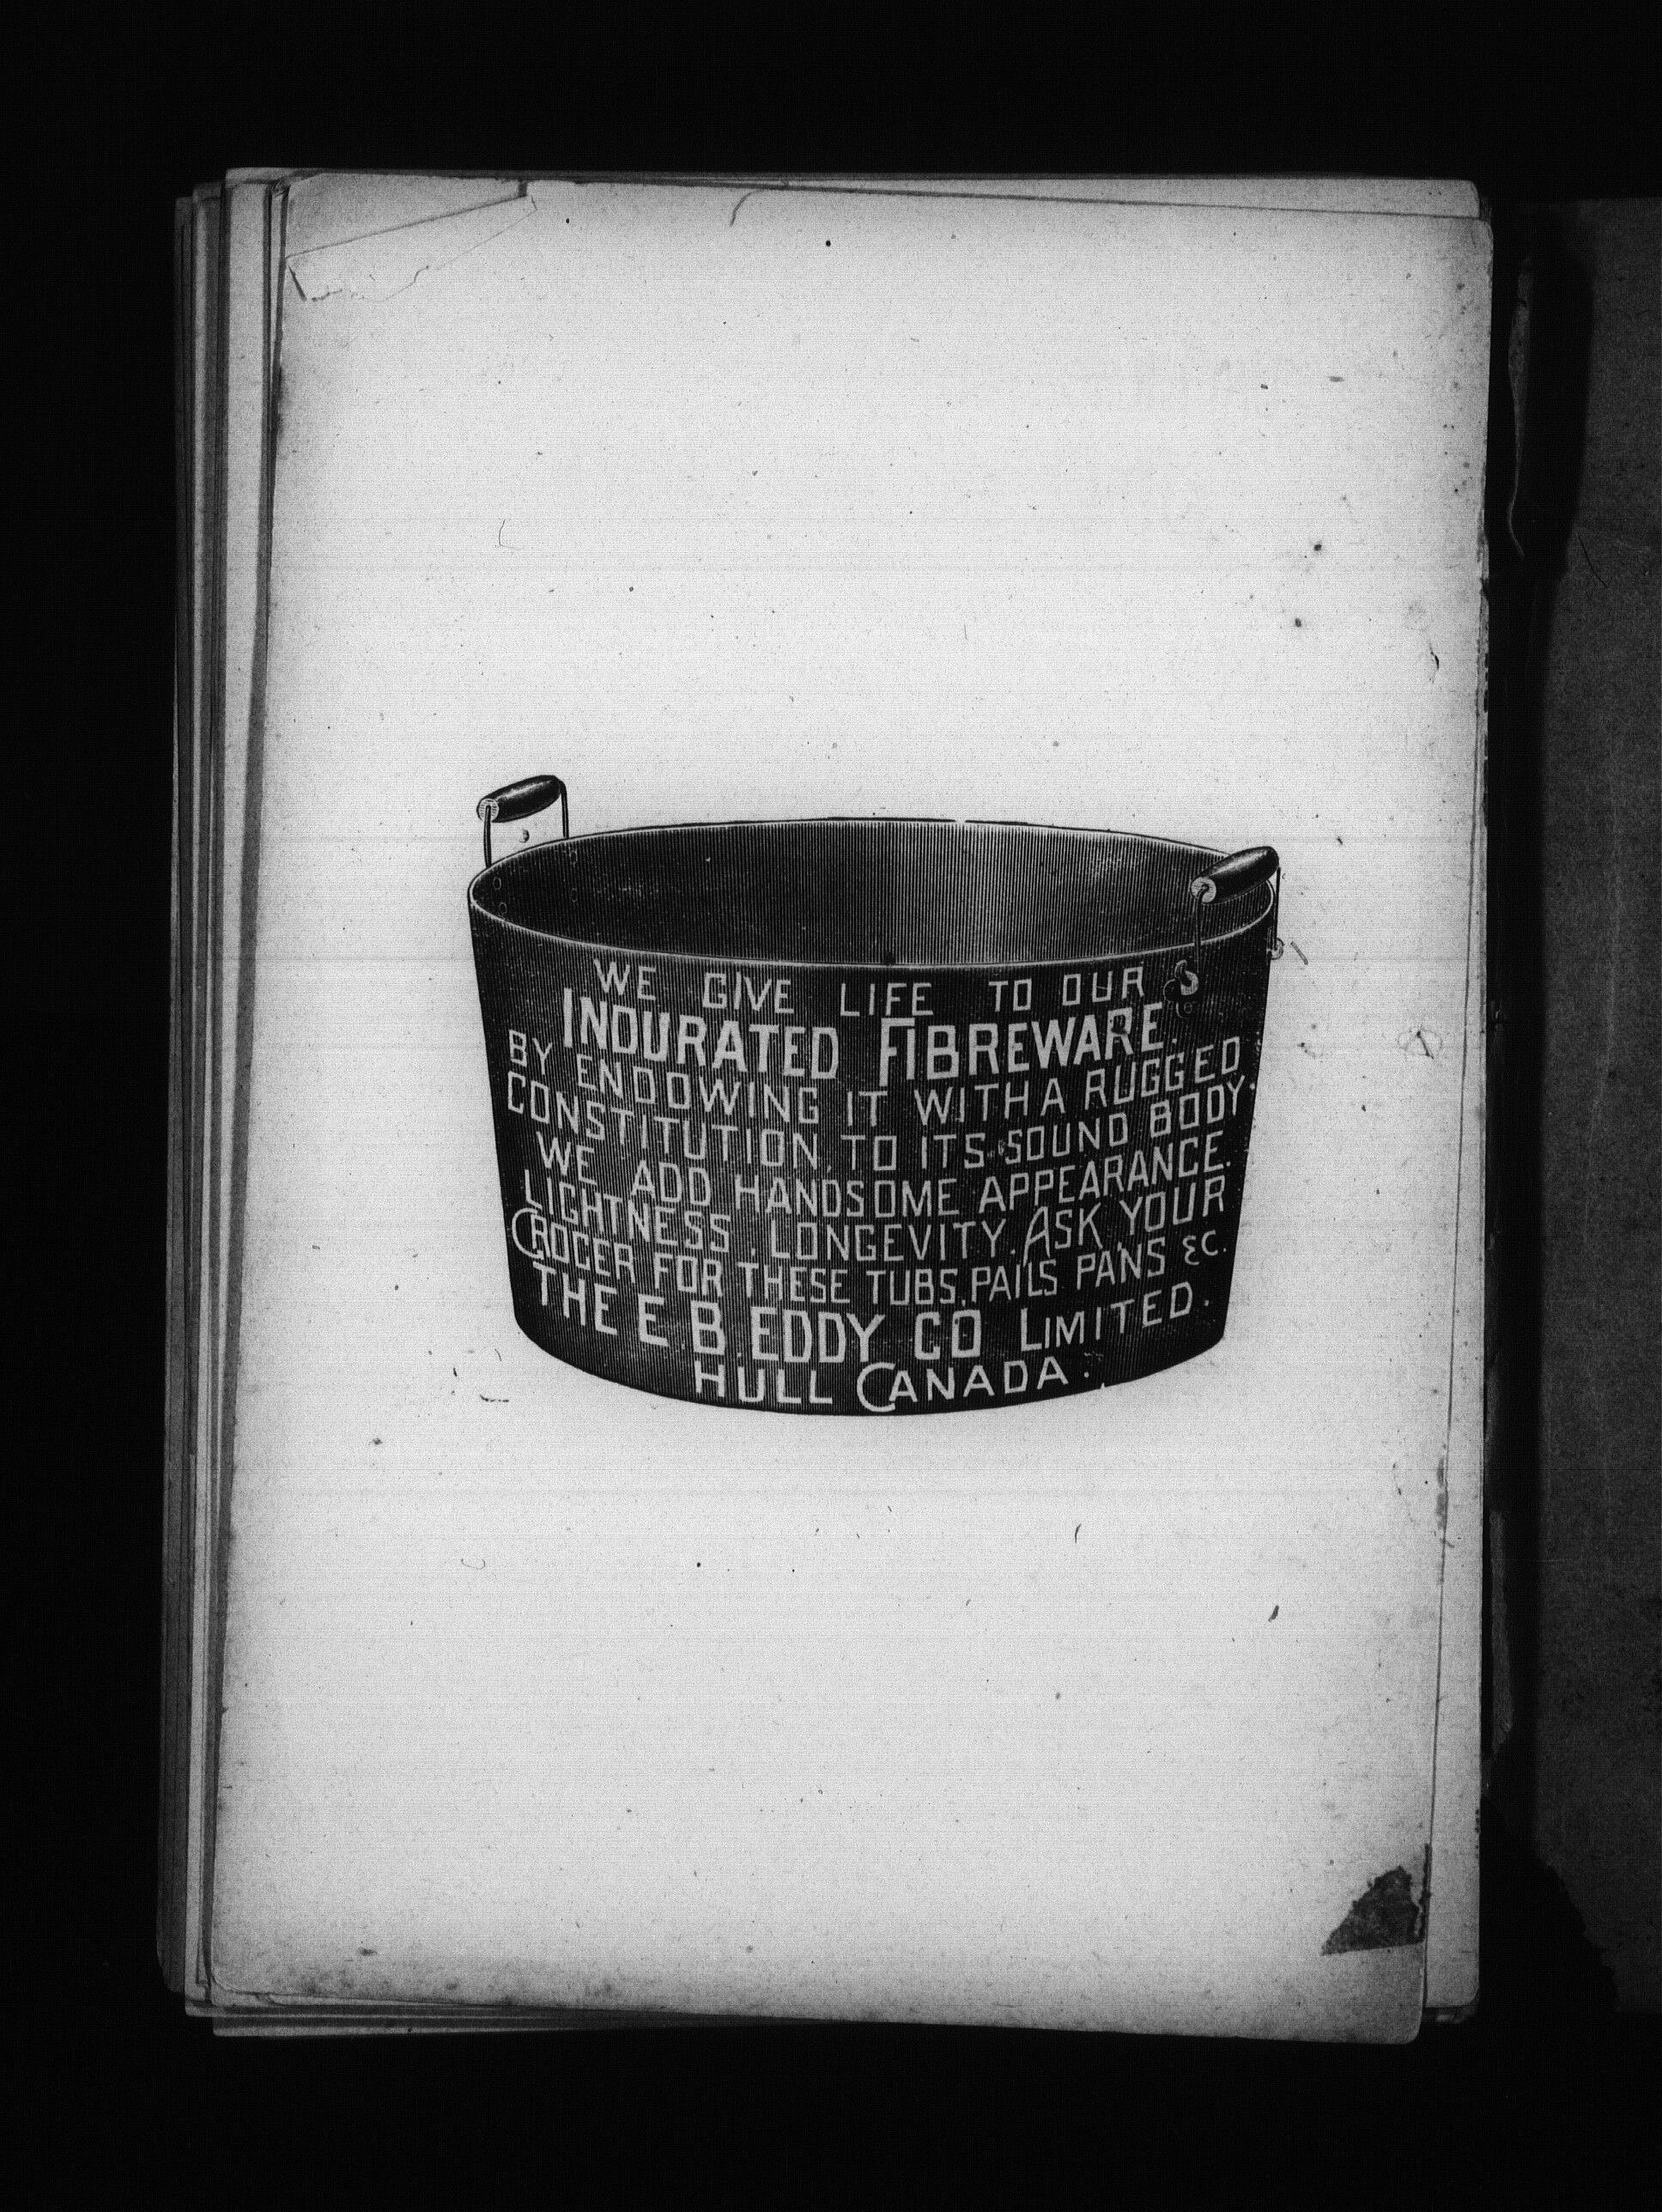 WE GIVE LIFE TO OUR
INDURATED FIBREWARE.
BY ENDOWING IT WITH A RUGGED
CONSTITUTION. TO ITS SOUND BODY.
WE ADD HANDSOME APPEARANCE.
LIGHTNESS. LONGEVITY. ASK YOUR
GROCER FOR THESE TUBS, PAILS, PANS &C.
THE E. B. EDDY CO LIMITED.
HULL CANADA.